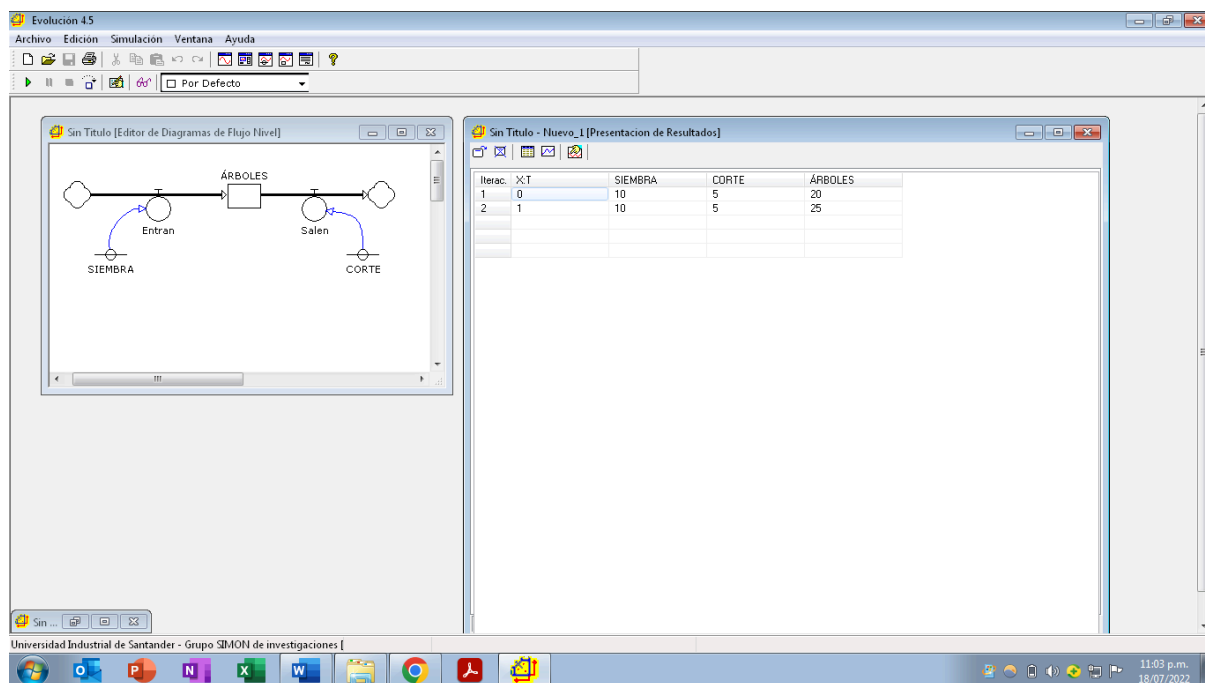 Evolución 4.5
Archivo Edición Simulación Ventana Ayuda
Por Defecto
Sin Titulo [Editor de Diagramas de Flujo Nivel]
ÁRBOLES
Entran Salen
SIEMBRA CORTE
Sin Titulo - Nuevo_1 [Presentacion de Resultados]
Iterac. X:T SIEMBRA CORTE ÁRBOLES
1 0 10 5 20
2 1 10 5 25
Sin ...
Universidad Industrial de Santander - Grupo SIMON de investigaciones [
11:03 p.m.
18/07/2022